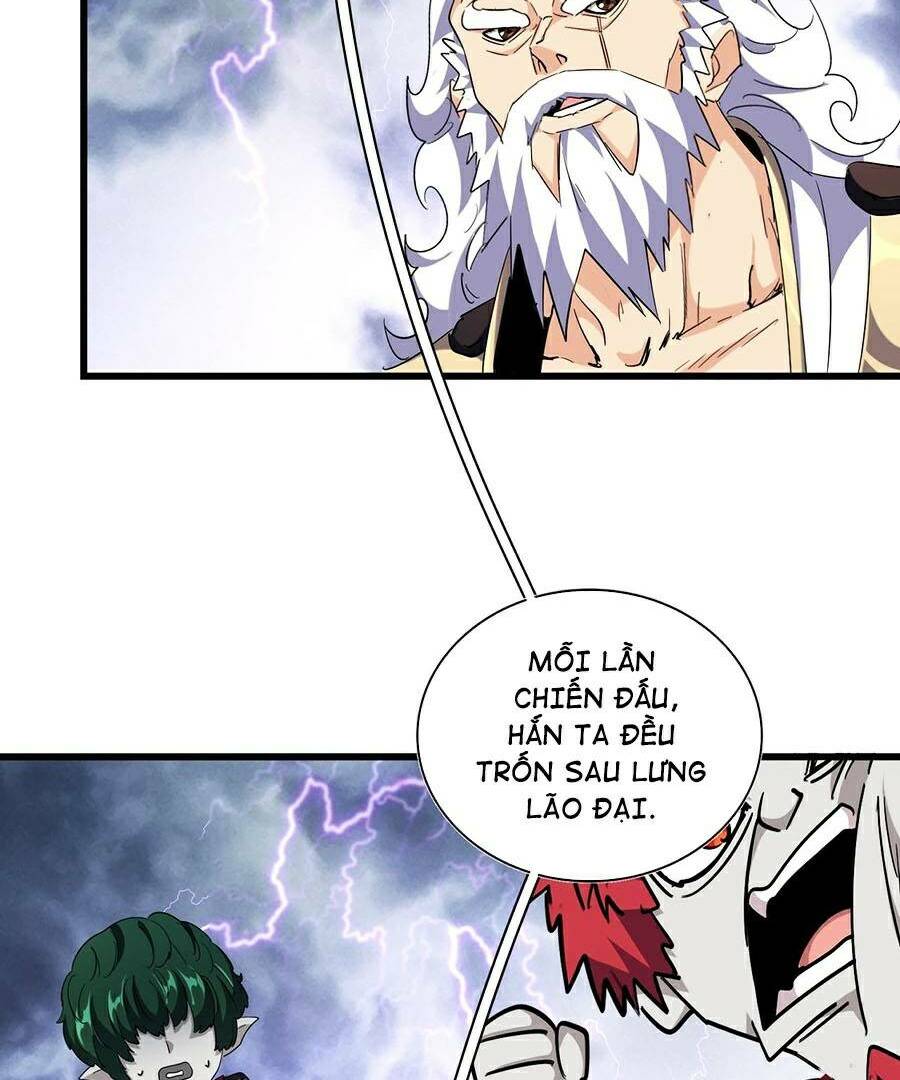 MỖI LẦN
CHIẾN ĐẤU,
HẮN TA ĐỀU
TRỐN SAU LƯNG
LÃO ĐẠI.